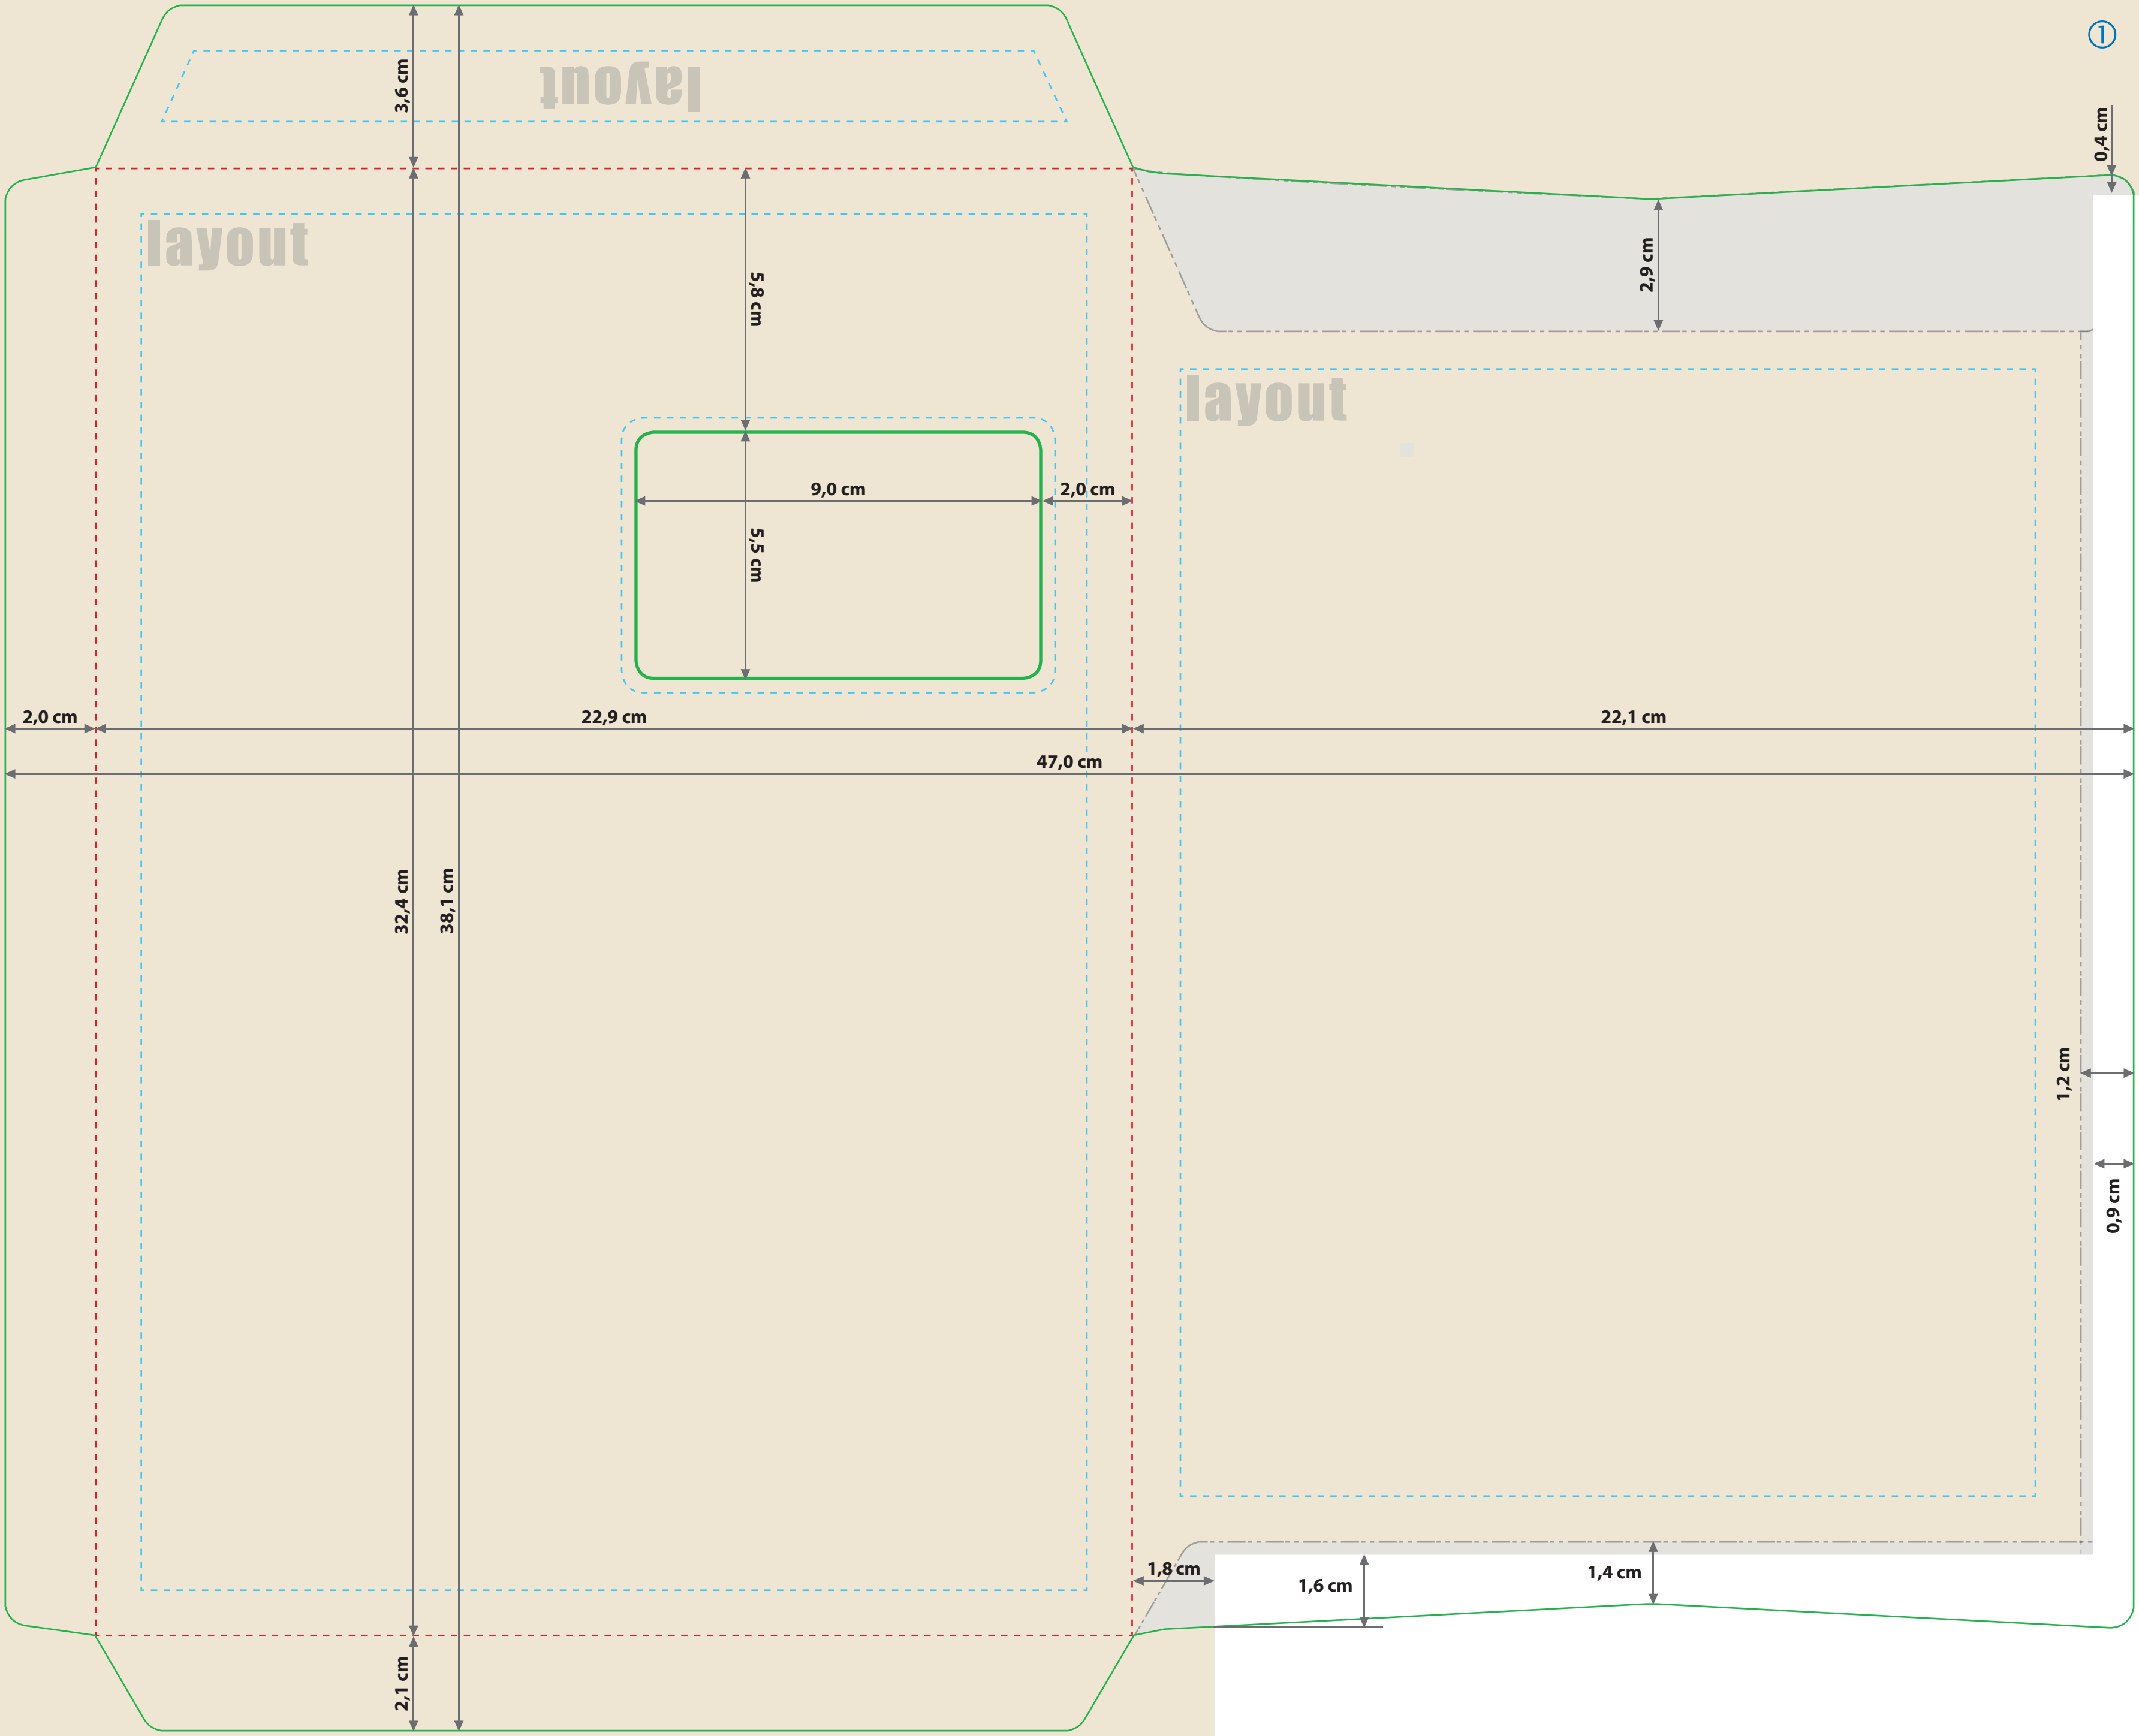 ①
layout
3,6 cm
0,4 cm
layout
2,9 cm
5,8 cm
layout
9,0 cm
2,0 cm
5,5 cm
2,0 cm
22,9 cm
22,1 cm
47,0 cm
32,4 cm
38,1 cm
1,2 cm
0,9 cm
1,8 cm
1,6 cm
1,4 cm
2,1 cm